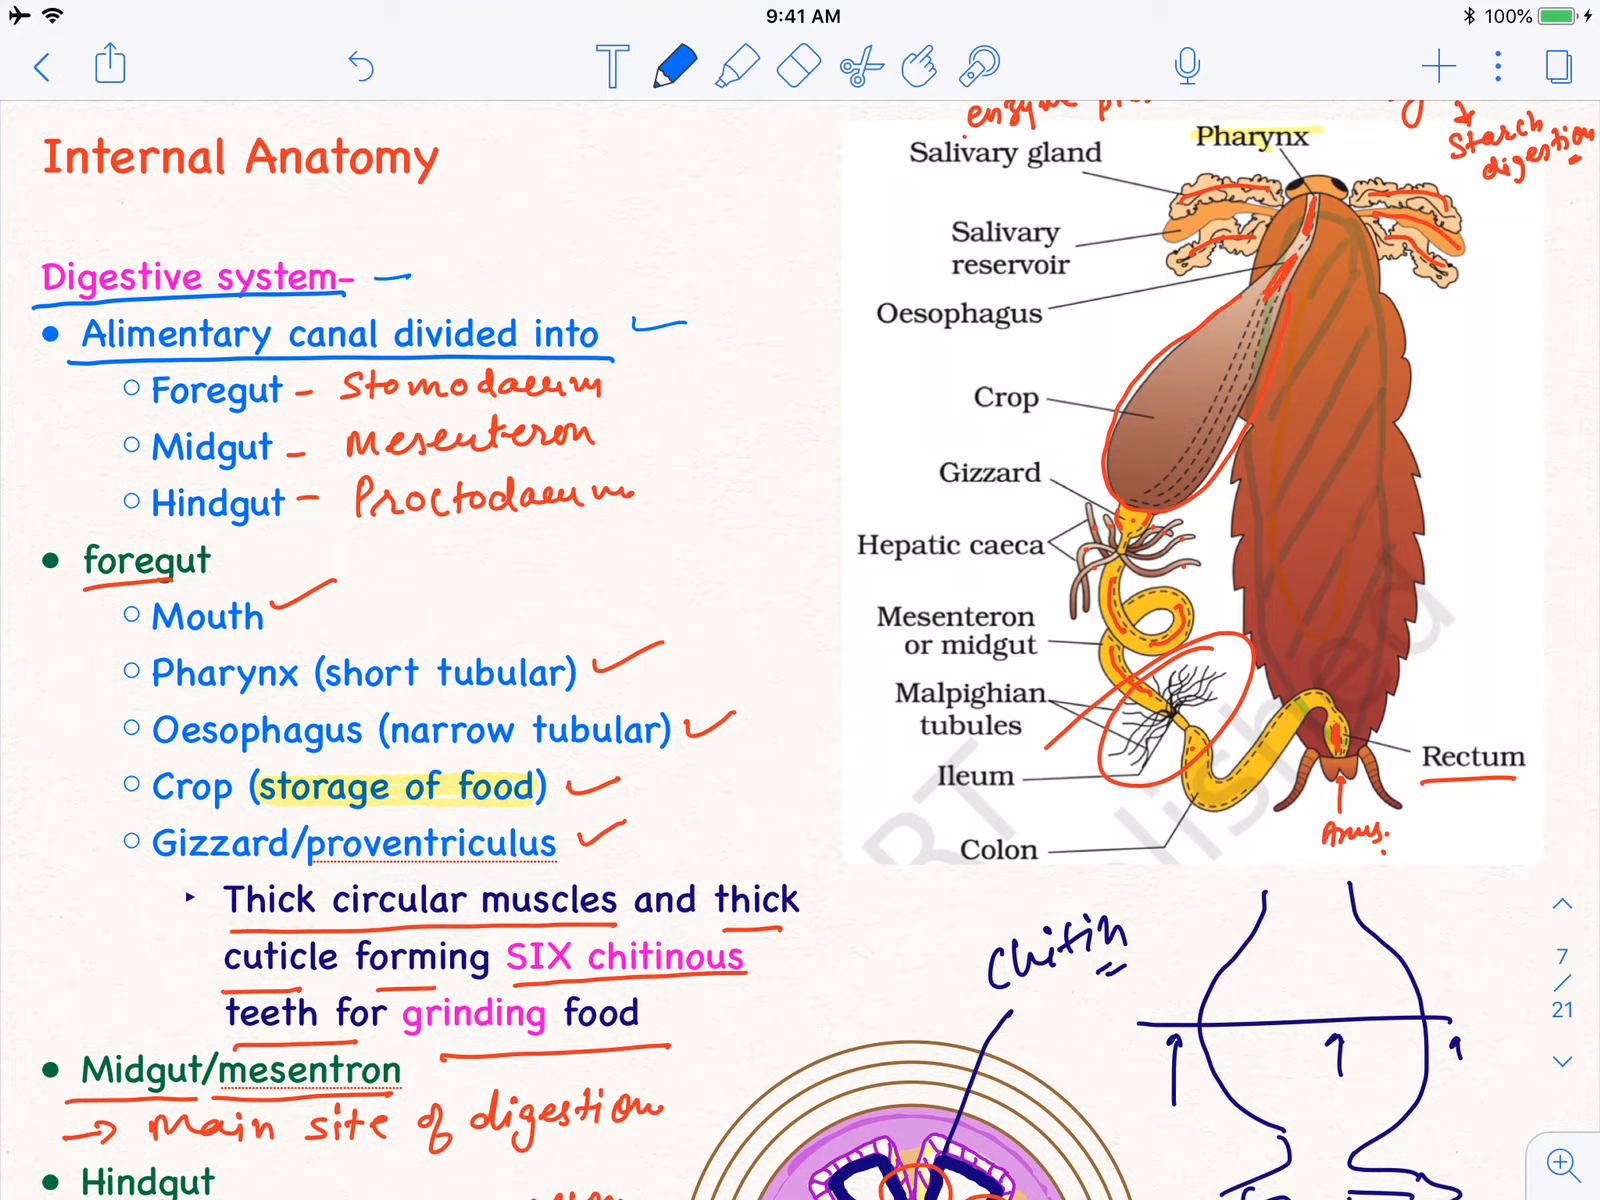 9:41 AM
100%
T
Internal Anatomy
Digestive system-
Alimentary canal divided into
Foregut - Stomodaeum
Midgut - Mesenteron
Hindgut - Proctodaeum
foregut
Mouth
Pharynx (short tubular)
Oesophagus (narrow tubular)
Crop (storage of food)
Gizzard/proventriculus
Thick circular muscles and thick
cuticle forming SIX chitinous
teeth for grinding food
Midgut/mesentron
→ Main site of digestion
Hindgut
enzyme
Starch
digestion
Pharynx
Salivary gland
Salivary
reservoir
Oesophagus
Crop
Gizzard
Hepatic caeca
Mesenteron
or midgut
Malpighian
tubules
Ileum
Colon
Rectum
Anus.
Chitin
7
/
21